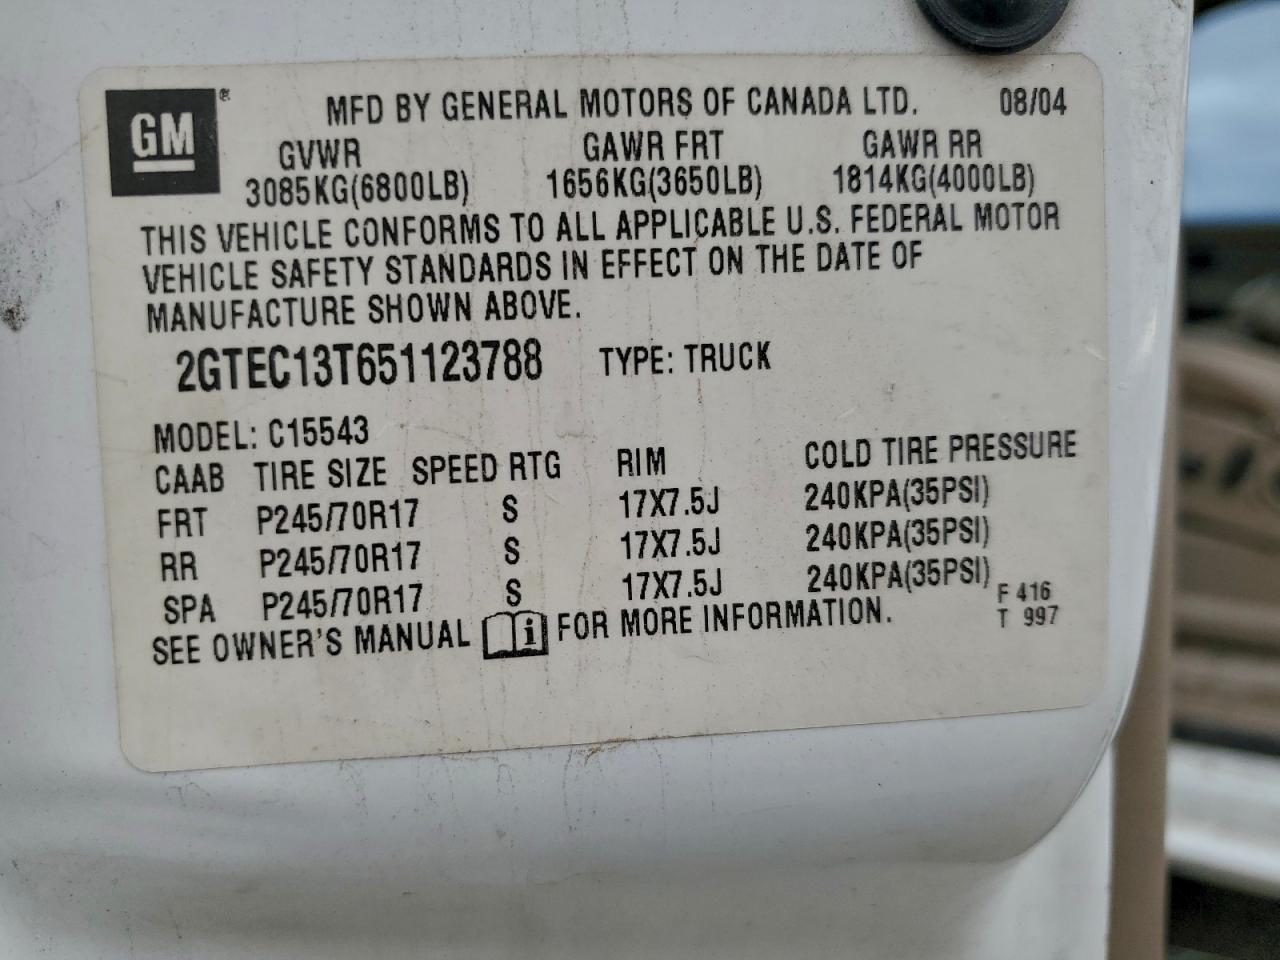 GM® MFD BY GENERAL MOTORS OF CANADA LTD. 08/04
GVWR GAWR FRT GAWR RR
3085KG(6800LB) 1656KG(3650LB) 1814KG(4000LB)
THIS VEHICLE CONFORMS TO ALL APPLICABLE U.S. FEDERAL MOTOR
VEHICLE SAFETY STANDARDS IN EFFECT ON THE DATE OF
MANUFACTURE SHOWN ABOVE.
2GTEC13T651123788 TYPE: TRUCK
MODEL: C15543
CAAB TIRE SIZE SPEED RTG RIM COLD TIRE PRESSURE
FRT P245/70R17 S 17X7.5J 240KPA(35PSI)
RR P245/70R17 S 17X7.5J 240KPA(35PSI)
SPA P245/70R17 S 17X7.5J 240KPA(35PSI)
SEE OWNER'S MANUAL i FOR MORE INFORMATION. F 416
T 997